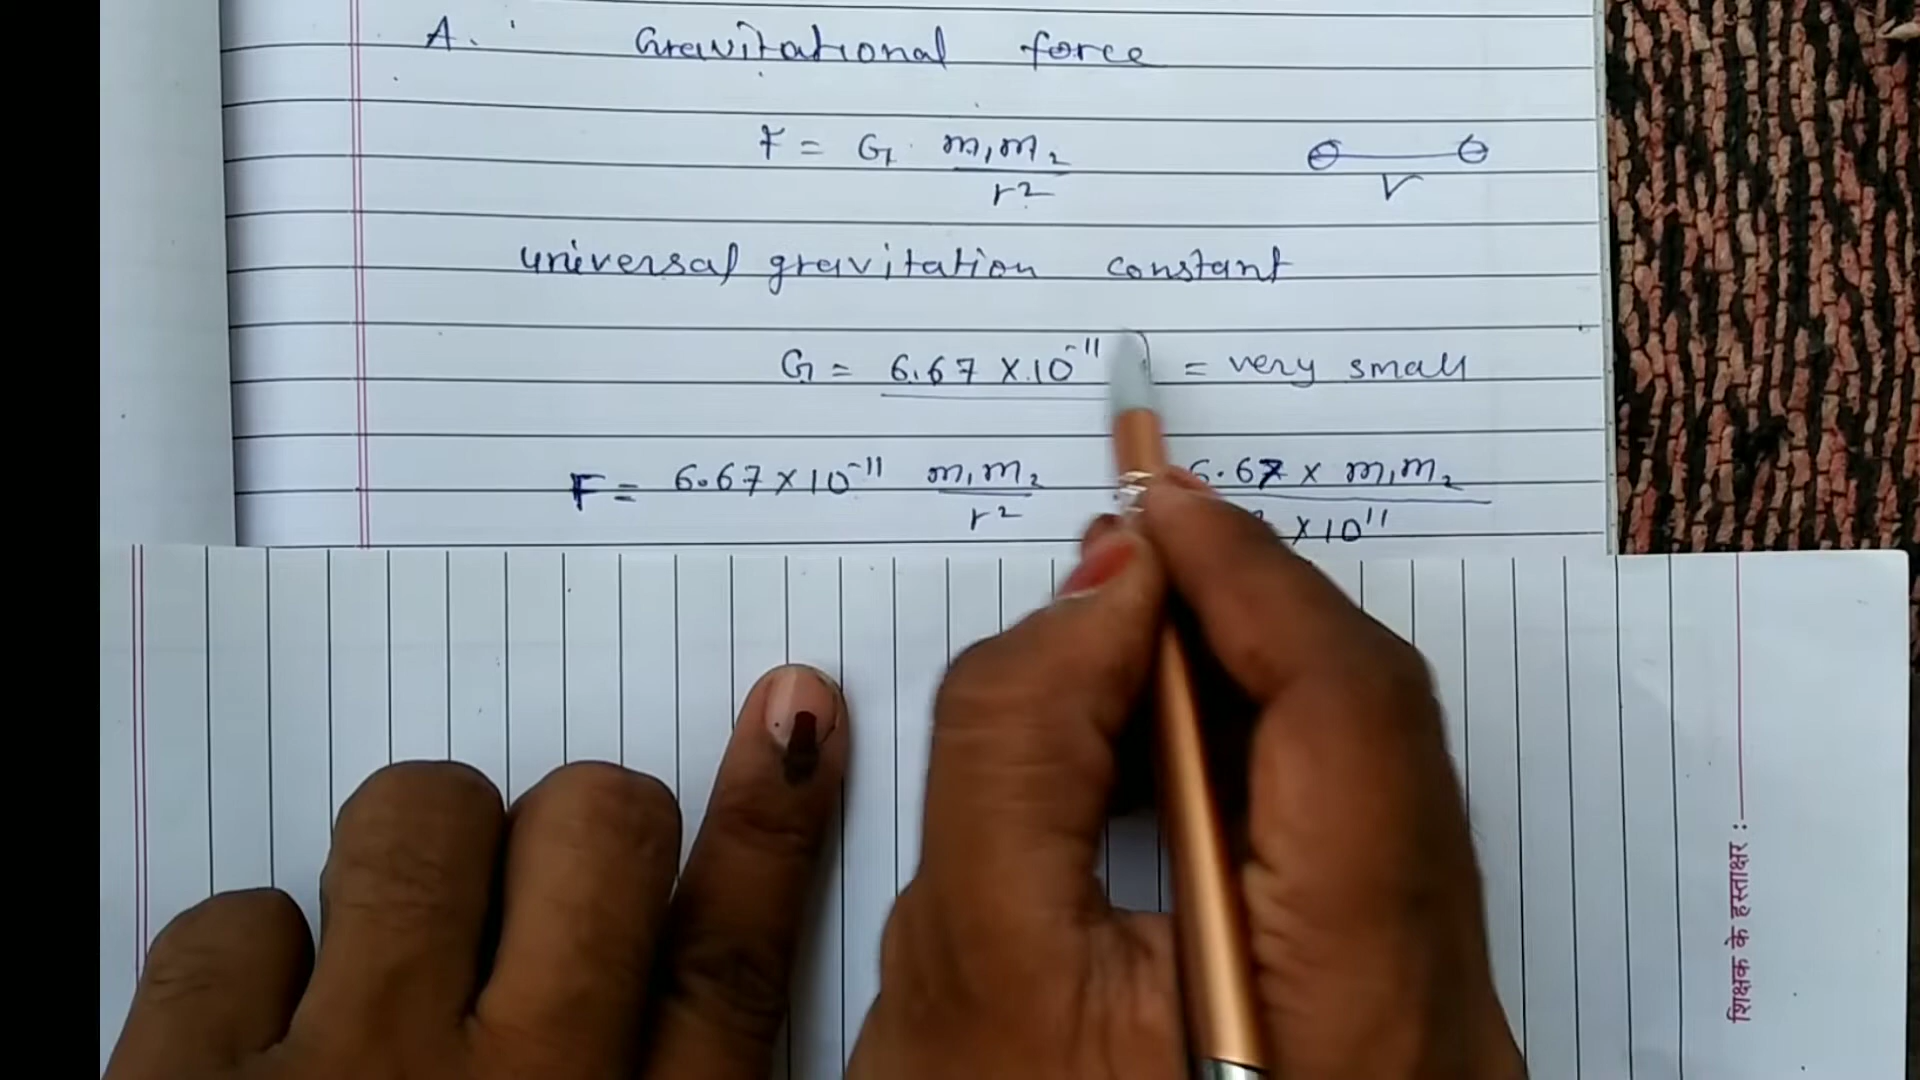 A. Gravitational force
F = G m₁m₂ / r²
r
universal gravitation constant
G = 6.67 × 10⁻¹¹ = very small
F = 6.67 × 10⁻¹¹ m₁m₂ / r² 6.67 × m₁m₂ / × 10¹¹
शिक्षक के हस्ताक्षर :